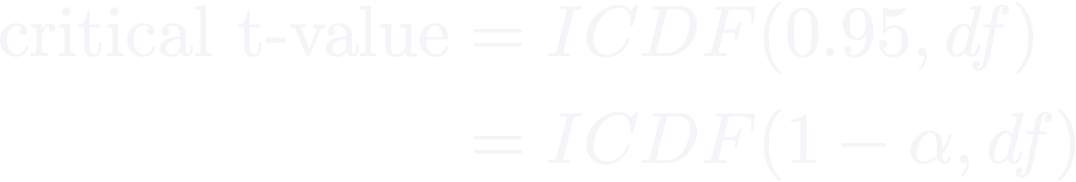 critical t-value = ICDF(0.95, df)
= ICDF(1 − α, df)